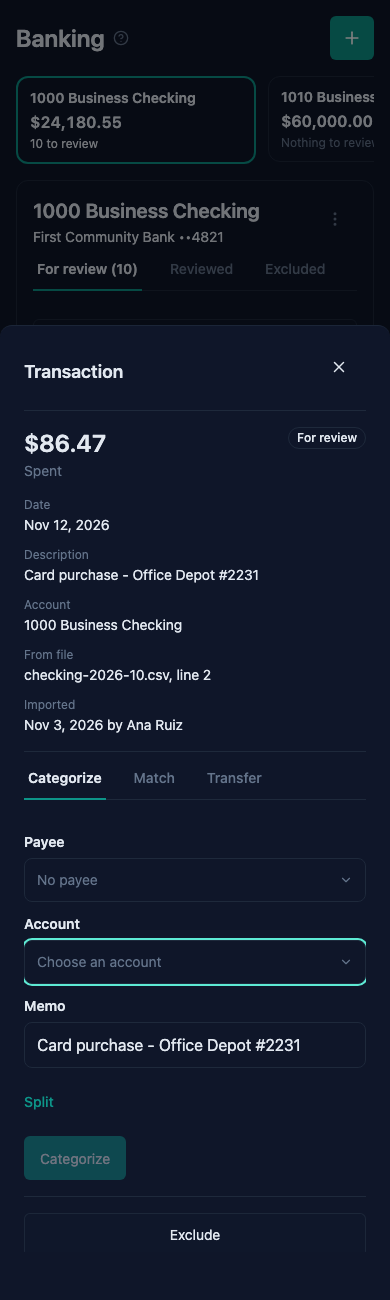 Banking
1000 Business Checking
$24,180.55
10 to review
1010 Business
$60,000.00
Nothing to review
1000 Business Checking
First Community Bank ••4821
For review (10)
Reviewed
Excluded
Transaction
$86.47
For review
Spent
Date
Nov 12, 2026
Description
Card purchase - Office Depot #2231
Account
1000 Business Checking
From file
checking-2026-10.csv, line 2
Imported
Nov 3, 2026 by Ana Ruiz
Categorize
Match
Transfer
Payee
No payee
Account
Choose an account
Memo
Card purchase - Office Depot #2231
Split
Categorize
Exclude